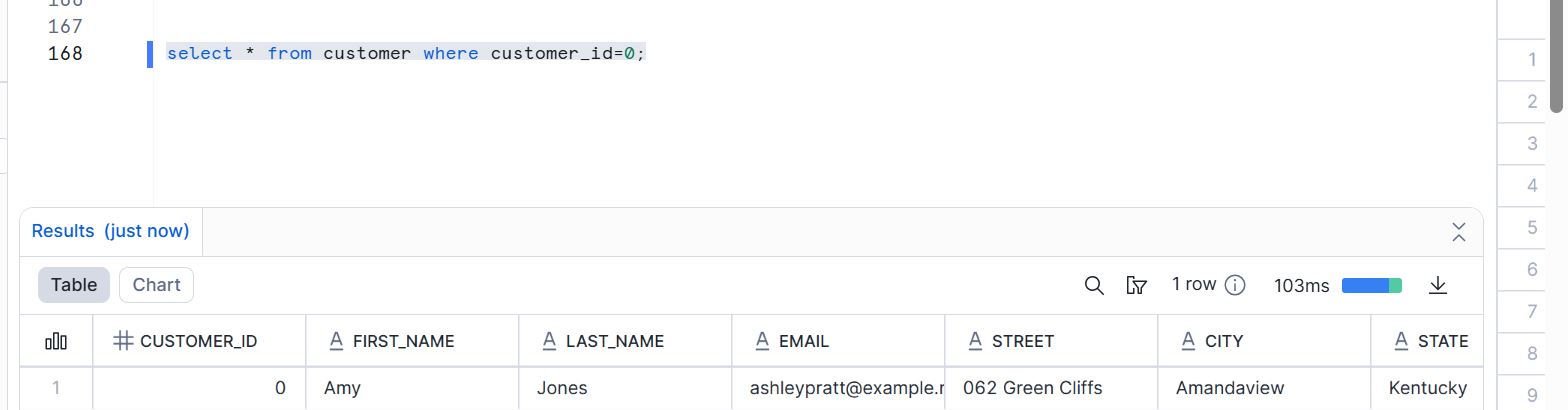 166
167
168 select * from customer where customer_id=0;
Results (just now)
Table Chart 1 row 103ms
CUSTOMER_ID FIRST_NAME LAST_NAME EMAIL STREET CITY STATE
1 0 Amy Jones ashleypratt@example.r 062 Green Cliffs Amandaview Kentucky
1
2
3
4
5
6
7
8
9